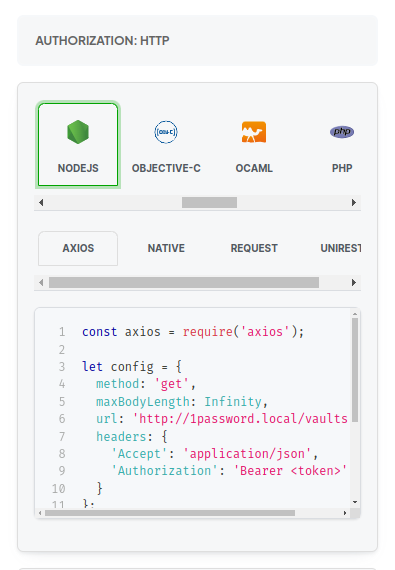 AUTHORIZATION: HTTP
NODEJS OBJECTIVE-C OCAML PHP
AXIOS NATIVE REQUEST UNIREST
1 const axios = require('axios');
2
3 let config = {
4 method: 'get',
5 maxBodyLength: Infinity,
6 url: 'http://1password.local/vaults
7 headers: {
8 'Accept': 'application/json',
9 'Authorization': 'Bearer <token>'
10 }
11 };